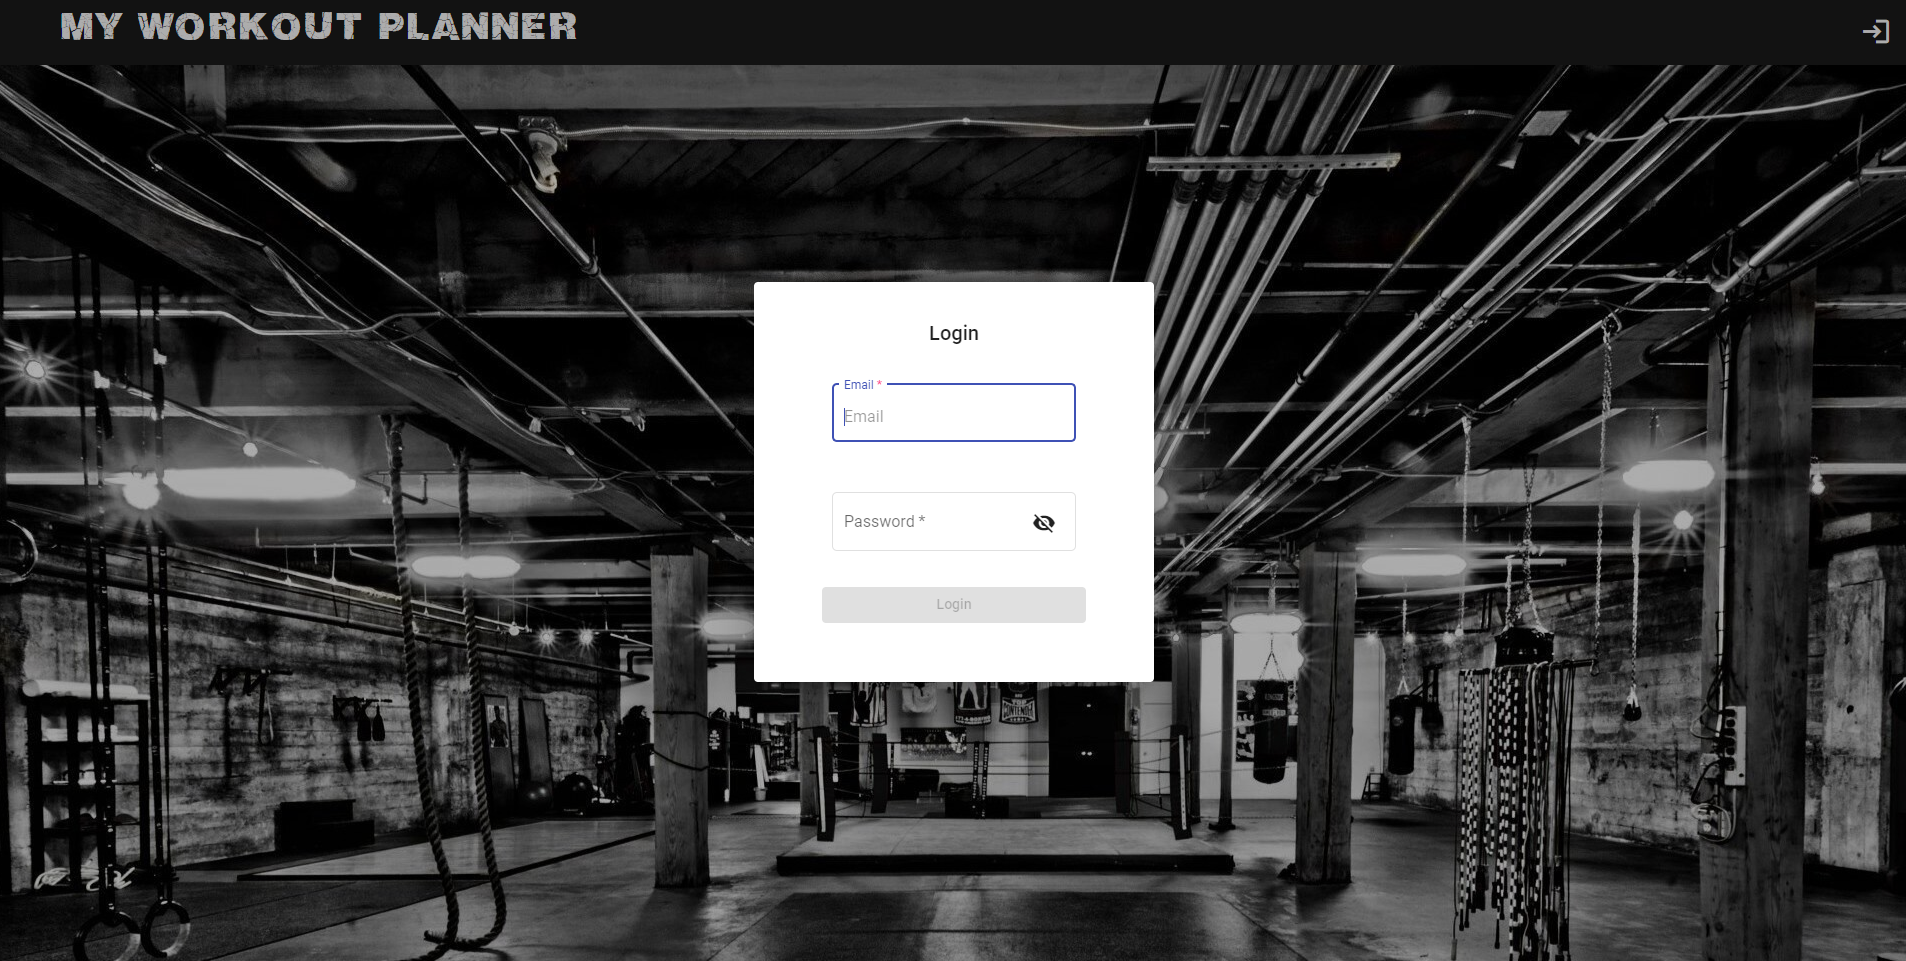 MY WORKOUT PLANNER
Login
Email *
Email
Password *
Login